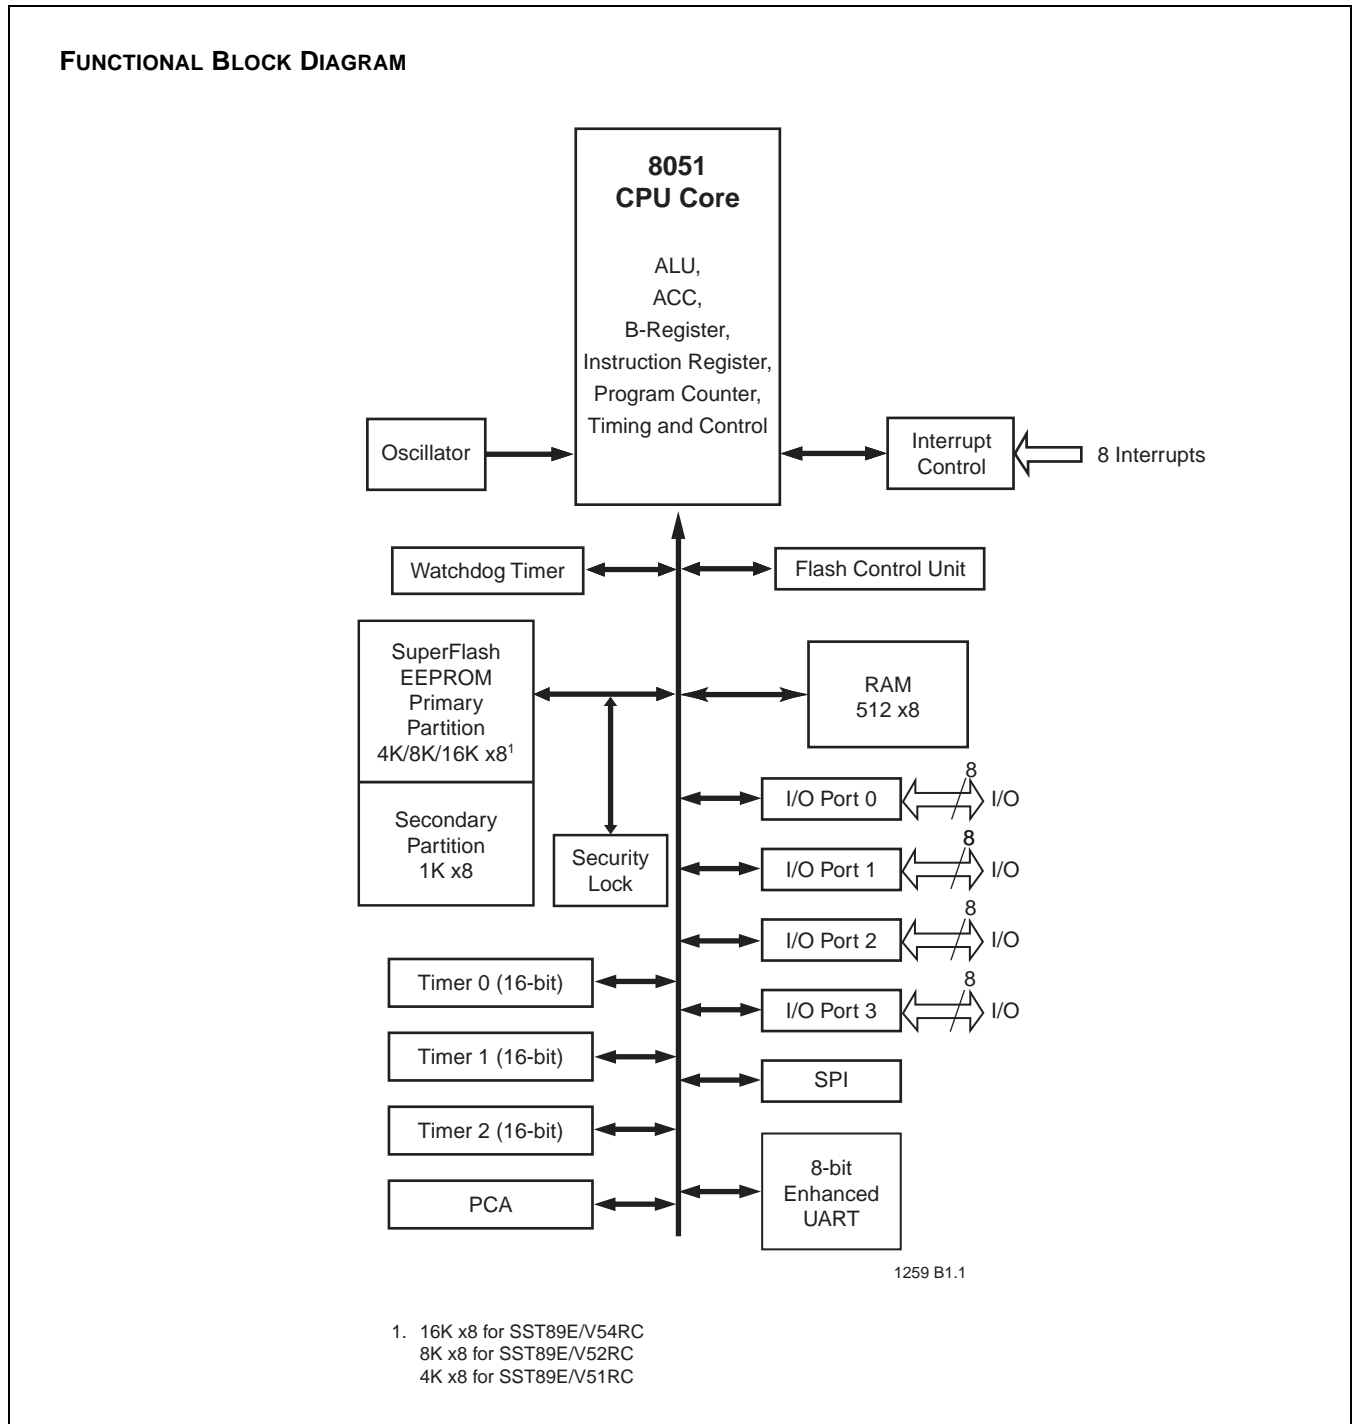 FUNCTIONAL BLOCK DIAGRAM
8051
CPU Core
ALU,
ACC,
B-Register,
Instruction Register,
Program Counter,
Timing and Control
Oscillator
Interrupt
Control
8 Interrupts
Watchdog Timer
Flash Control Unit
SuperFlash
EEPROM
Primary
Partition
4K/8K/16K x8¹
RAM
512 x8
Secondary
Partition
1K x8
Security
Lock
I/O Port 0
8
I/O
I/O Port 1
8
I/O
I/O Port 2
8
I/O
I/O Port 3
8
I/O
Timer 0 (16-bit)
Timer 1 (16-bit)
Timer 2 (16-bit)
PCA
SPI
8-bit
Enhanced
UART
1259 B1.1
1. 16K x8 for SST89E/V54RC
8K x8 for SST89E/V52RC
4K x8 for SST89E/V51RC